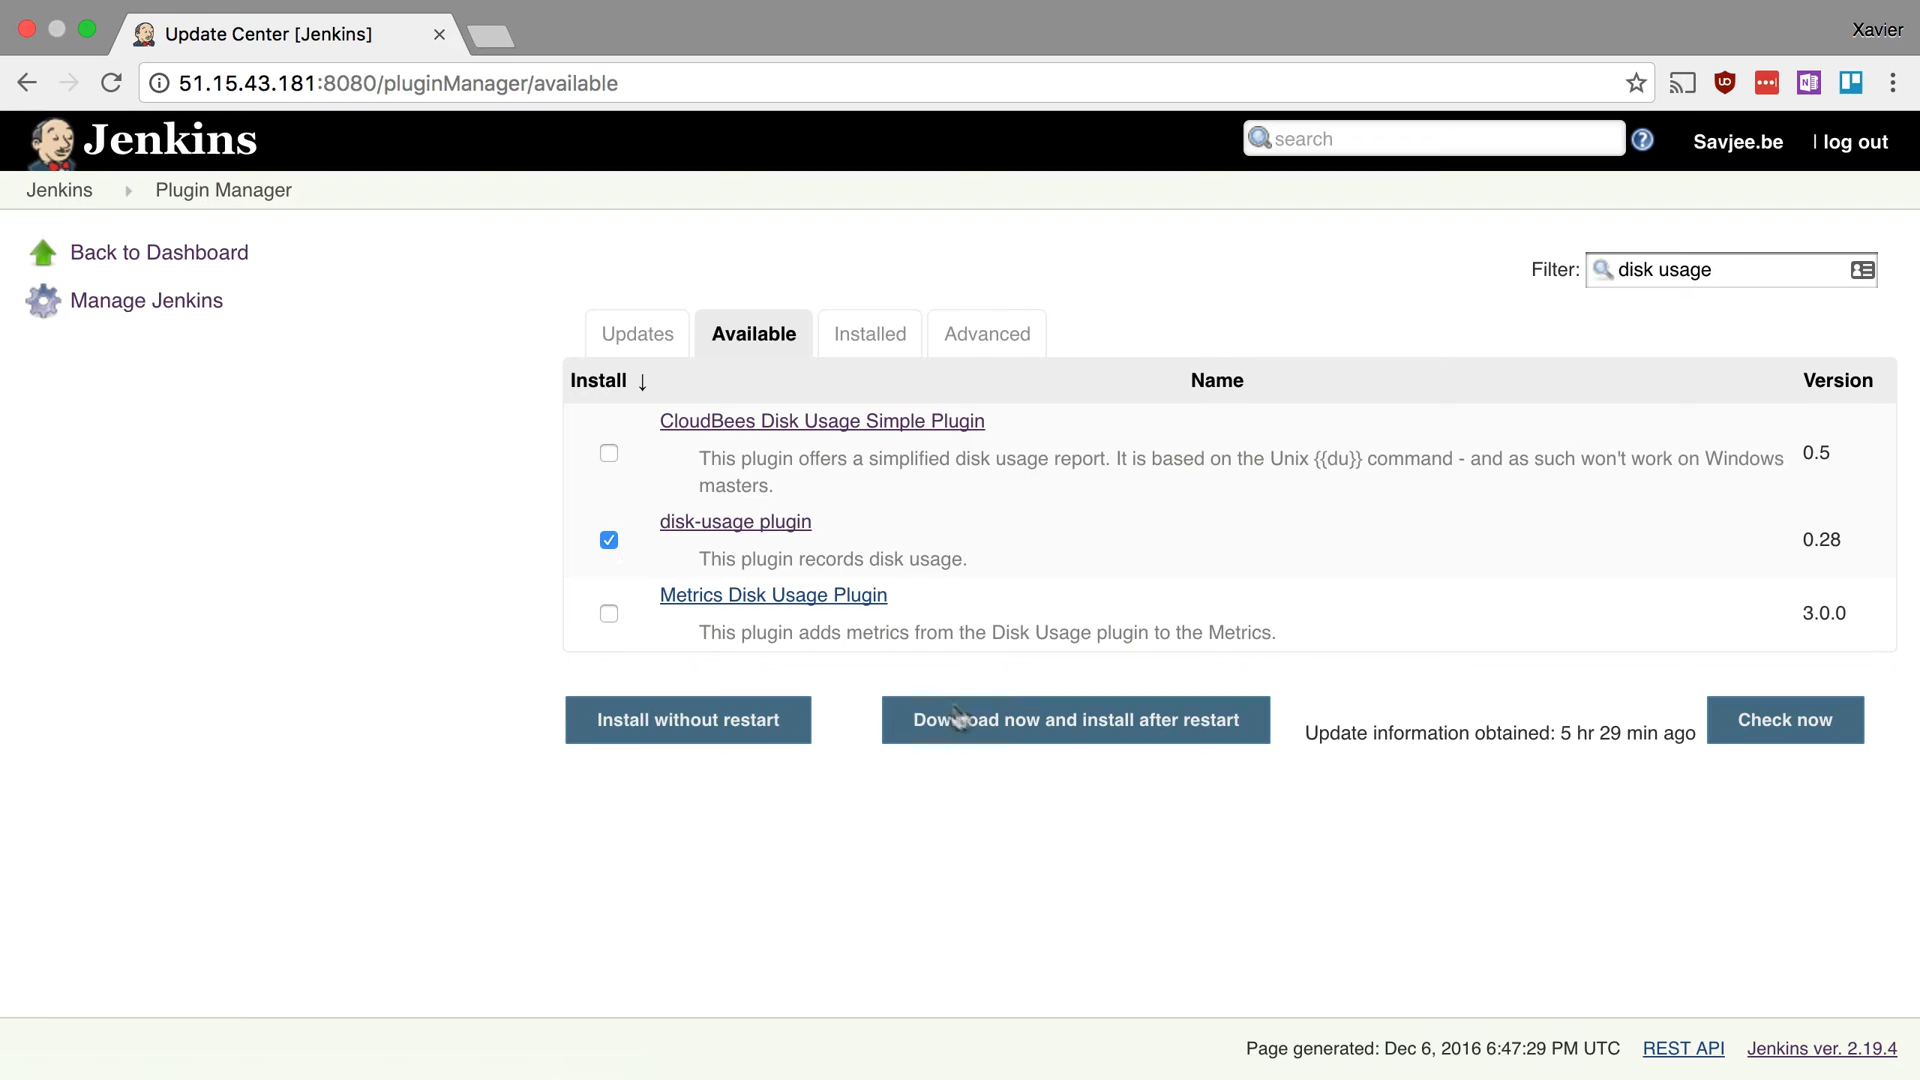 Update Center [Jenkins]
Xavier
51.15.43.181:8080/pluginManager/available
Jenkins
search
Savjee.be
| log out
Jenkins
Plugin Manager
Back to Dashboard
Manage Jenkins
Filter:
disk usage
Updates
Available
Installed
Advanced
Install ↓
Name
Version
CloudBees Disk Usage Simple Plugin
This plugin offers a simplified disk usage report. It is based on the Unix {{du}} command - and as such won't work on Windows
masters.
0.5
disk-usage plugin
This plugin records disk usage.
0.28
Metrics Disk Usage Plugin
This plugin adds metrics from the Disk Usage plugin to the Metrics.
3.0.0
Install without restart
Download now and install after restart
Update information obtained: 5 hr 29 min ago
Check now
Page generated: Dec 6, 2016 6:47:29 PM UTC
REST API
Jenkins ver. 2.19.4